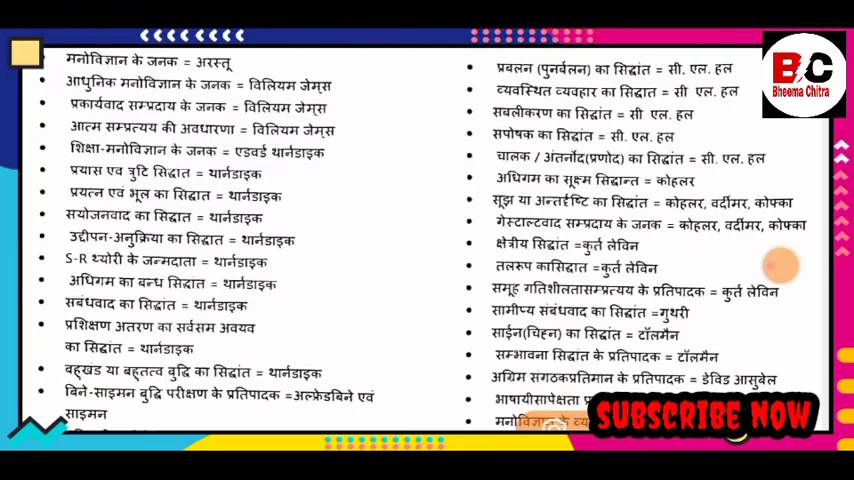 मनोविज्ञान के जनक = अरस्तू
आधुनिक मनोविज्ञान के जनक = विलियम जेम्स
प्रकार्यवाद सम्प्रदाय के जनक = विलियम जेम्स
आत्म सम्प्रत्यय की अवधारणा = विलियम जेम्स
शिक्षा-मनोविज्ञान के जनक = एडवर्ड थार्नडाइक
प्रयास एव त्रुटि सिद्धात = थार्नडाइक
प्रयत्न एवं भूल का सिद्धात = थार्नडाइक
सयोजनवाद का सिद्धात = थार्नडाइक
उद्दीपन-अनुक्रिया का सिद्धात = थार्नडाइक
S-R थ्योरी के जन्मदाता = थार्नडाइक
अधिगम का बन्ध सिद्धांत = थार्नडाइक
सबंधवाद का सिद्धांत = थार्नडाइक
प्रशिक्षण अतरण का सर्वसम अवयव
का सिद्धांत = थार्नडाइक
बहुखंड या बहुतत्व बुद्धि का सिद्धांत = थार्नडाइक
बिने-साइमन बुद्धि परीक्षण के प्रतिपादक =अल्फ्रेडबिने एवं
साइमन
प्रबलन (पुनर्बलन) का सिद्धांत = सी. एल. हल
व्यवस्थित व्यवहार का सिद्धात = सी एल. हल
सबलीकरण का सिद्धांत = सी. एल. हल
सपोषक का सिद्धांत = सी. एल. हल
चालक / अंतर्नोद(प्रणोद) का सिद्धांत = सी. एल. हल
अधिगम का सूक्ष्म सिद्धान्त = कोहलर
सूझ या अन्तर्दृष्टि का सिद्धांत = कोहलर, वर्दीमर, कोफ्का
गेस्टाल्टवाद सम्प्रदाय के जनक = कोहलर, वर्दीमर, कोफ्का
क्षेत्रीय सिद्धांत =कुर्त लेविन
तलरूप कासिद्धात =कुर्त लेविन
समूह गतिशीलतासम्प्रत्यय के प्रतिपादक = कुर्त लेविन
सामीप्य संबंधवाद का सिद्धांत =गुथरी
साईन(चिह्न) का सिद्धांत = टॉलमैन
सम्भावना सिद्धांत के प्रतिपादक = टॉलमैन
अग्रिम संगठकप्रतिमान के प्रतिपादक = डेविड आसुबेल
भाषायीसापेक्षता
मनोविज्ञान के
BC
Bheema Chitra
SUBSCRIBE NOW